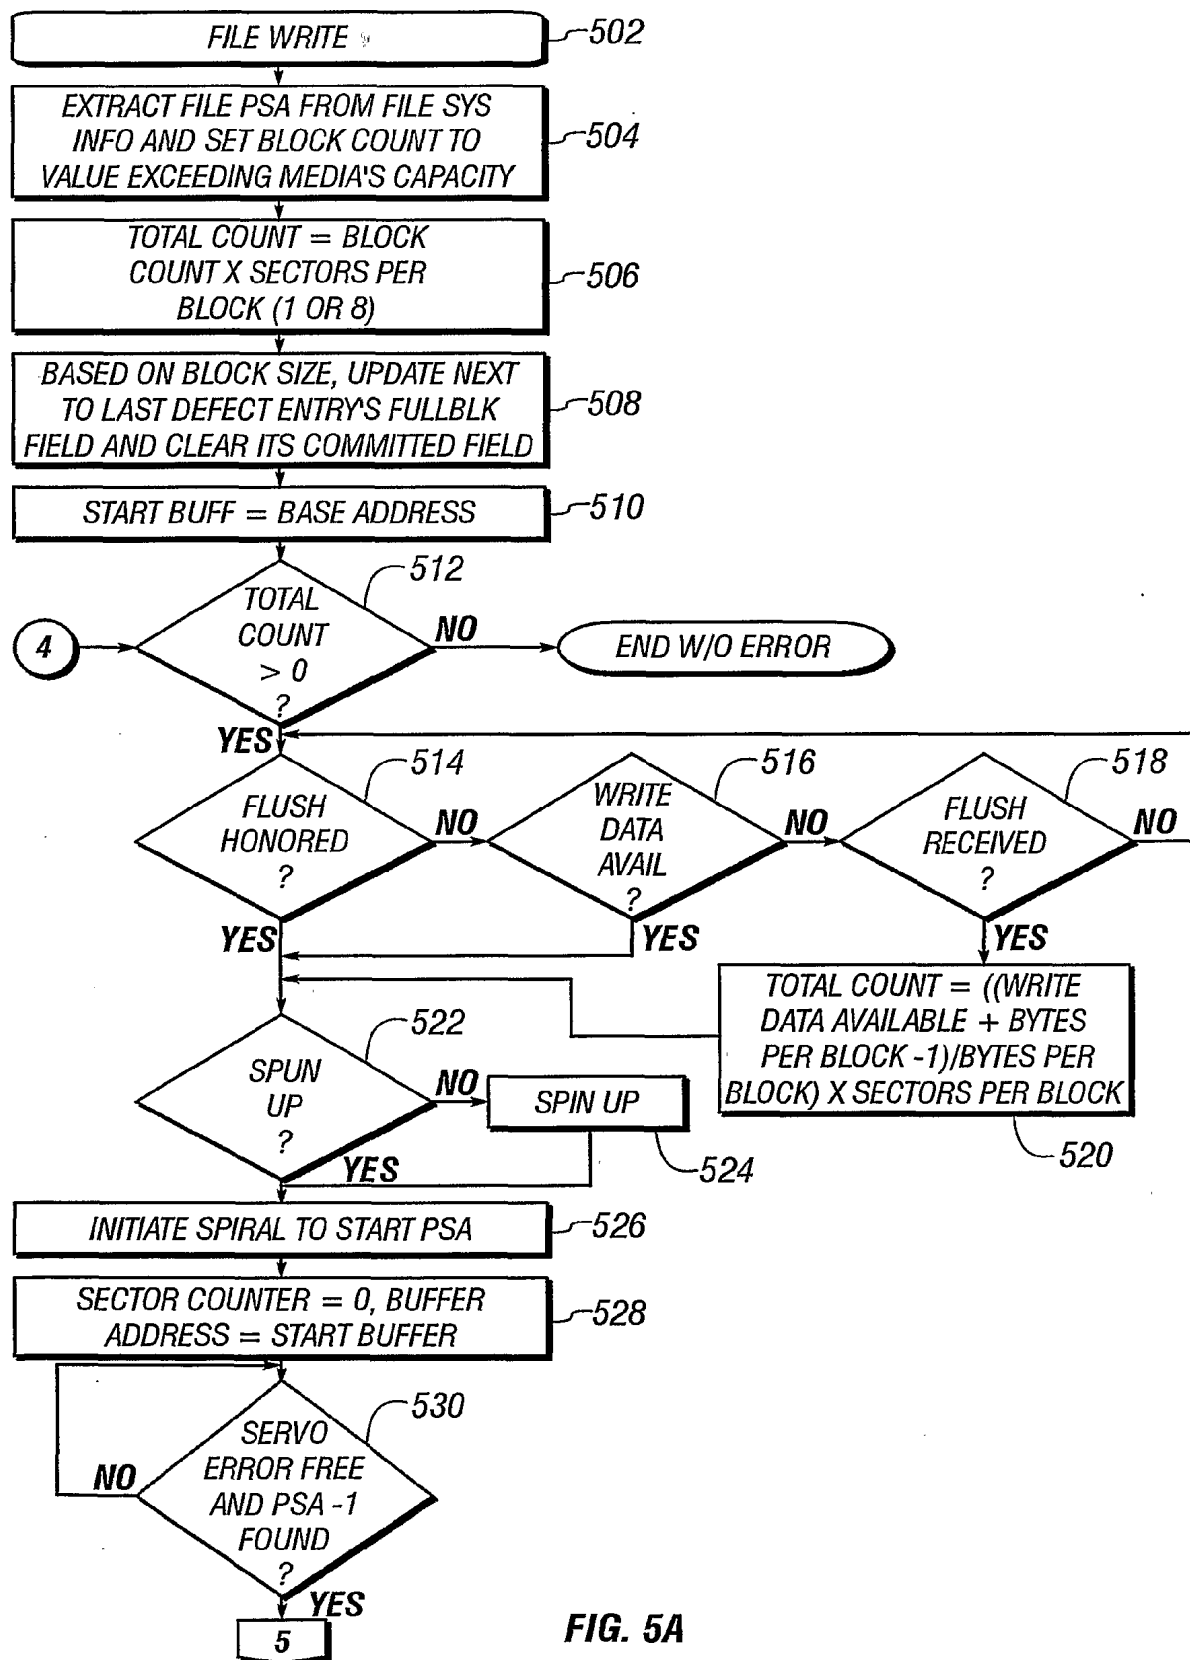 FILE WRITE
502
EXTRACT FILE PSA FROM FILE SYS
INFO AND SET BLOCK COUNT TO
VALUE EXCEEDING MEDIA'S CAPACITY
504
TOTAL COUNT = BLOCK
COUNT X SECTORS PER
BLOCK (1 OR 8)
506
BASED ON BLOCK SIZE, UPDATE NEXT
TO LAST DEFECT ENTRY'S FULLBLK
FIELD AND CLEAR ITS COMMITTED FIELD
508
START BUFF = BASE ADDRESS
510
512
TOTAL
COUNT
> 0
?
4
NO
END W/O ERROR
YES
514
FLUSH
HONORED
?
NO
YES
516
WRITE
DATA
AVAIL
?
NO
YES
518
FLUSH
RECEIVED
?
NO
YES
TOTAL COUNT = ((WRITE
DATA AVAILABLE + BYTES
PER BLOCK -1)/BYTES PER
BLOCK) X SECTORS PER BLOCK
520
522
SPUN
UP
?
NO
SPIN UP
524
YES
INITIATE SPIRAL TO START PSA
526
SECTOR COUNTER = 0, BUFFER
ADDRESS = START BUFFER
528
530
SERVO
ERROR FREE
AND PSA -1
FOUND
?
NO
YES
5
FIG. 5A